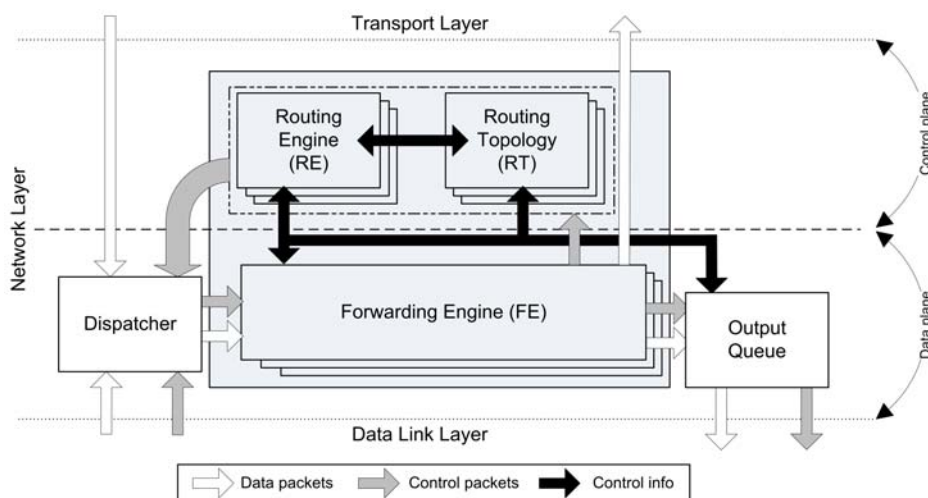 Transport Layer
Routing
Engine
(RE)
Routing
Topology
(RT)
Control plane
Network Layer
Dispatcher
Forwarding Engine (FE)
Output
Queue
Data plane
Data Link Layer
Data packets
Control packets
Control info